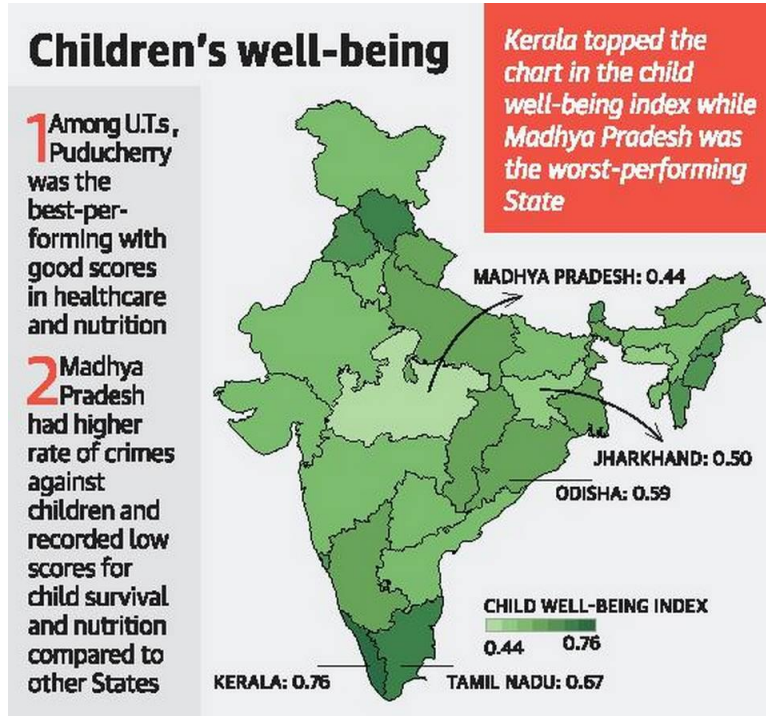 Children's well-being
Kerala topped the
chart in the child
well-being index while
Madhya Pradesh was
the worst-performing
State
1 Among U.T.s,
Puducherry
was the
best-per-
forming with
good scores
in healthcare
and nutrition
2 Madhya
Pradesh
had higher
rate of crimes
against
children and
recorded low
scores for
child survival
and nutrition
compared to
other States
MADHYA PRADESH: 0.44
JHARKHAND: 0.50
ODISHA: 0.59
CHILD WELL-BEING INDEX
0.44 0.76
KERALA: 0.76
TAMIL NADU: 0.67